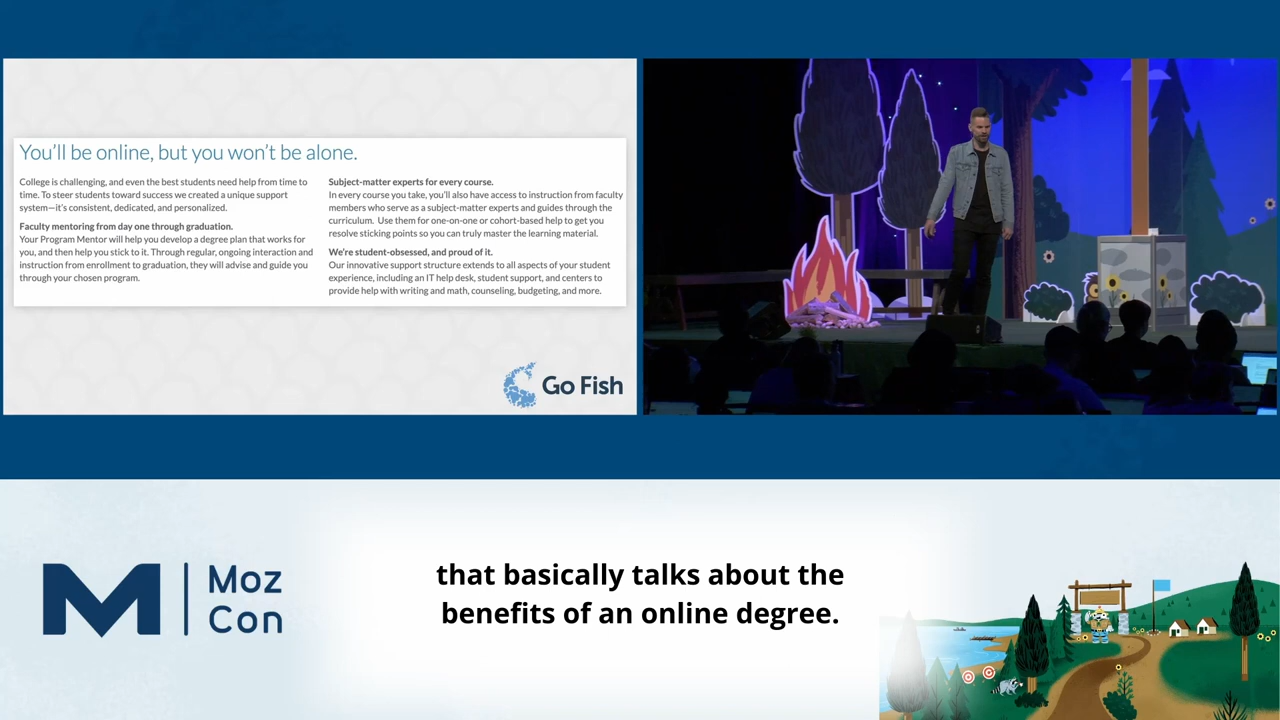 You'll be online, but you won't be alone.
College is challenging, and even the best students need help from time to
time. To steer students toward success we created a unique support
system—it's consistent, dedicated, and personalized.
Faculty mentoring from day one through graduation.
Your Program Mentor will help you develop a degree plan that works for
you, and then help you stick to it. Through regular, ongoing interaction and
instruction from enrollment to graduation, they will advise and guide you
through your chosen program.
Subject-matter experts for every course.
In every course you take, you'll also have access to instruction from faculty
members who serve as a subject-matter experts and guides through the
curriculum. Use them for one-on-one or cohort-based help to get you
resolve sticking points so you can truly master the learning material.
We're student-obsessed, and proud of it.
Our innovative support structure extends to all aspects of your student
experience, including an IT help desk, student support, and centers to
provide help with writing and math, counseling, budgeting, and more.
Go Fish
M
Moz
Con
that basically talks about the
benefits of an online degree.